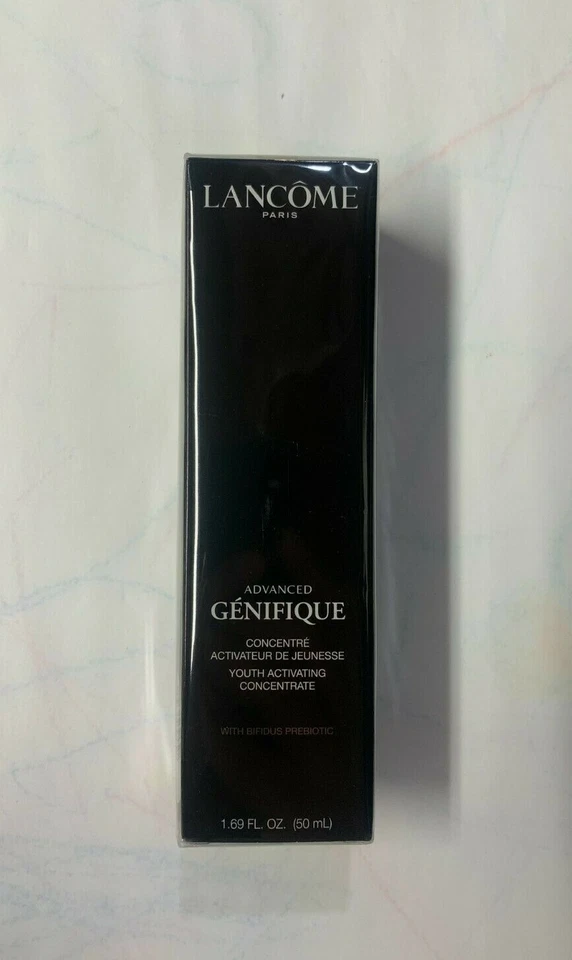 LANCÔME
PARIS
ADVANCED
GÉNIFIQUE
CONCENTRÉ
ACTIVATEUR DE JEUNESSE
YOUTH ACTIVATING
CONCENTRATE
WITH BIFIDUS PREBIOTIC
1.69 FL. OZ. (50 mL)